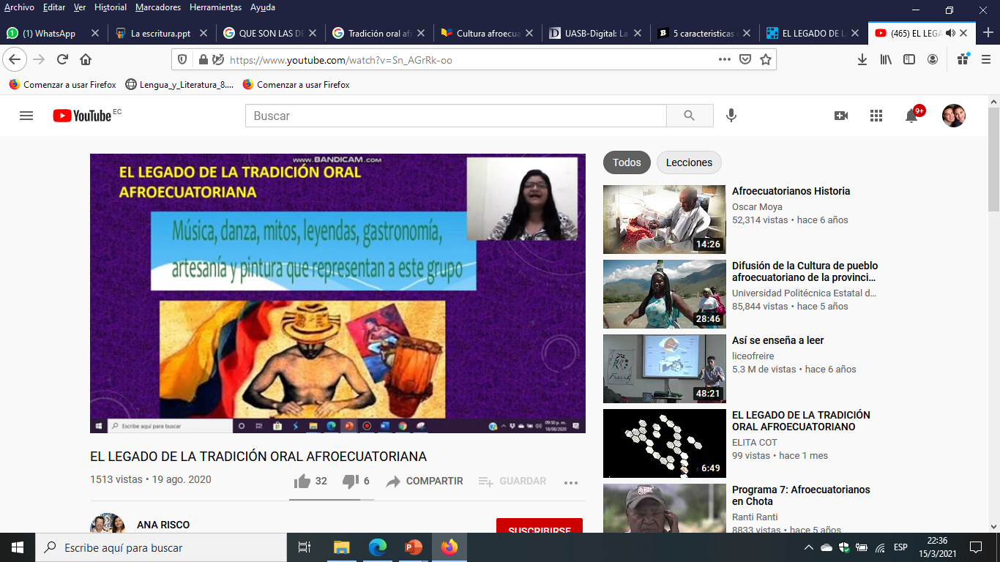 Archivo Editar Ver Historial Marcadores Herramientas Ayuda
(1) WhatsApp
La escritura.ppt
QUE SON LAS DE
Tradición oral afr
Cultura afroecua
UASB-Digital: La
5 caracteristicas
EL LEGADO DE L
(465) EL LEGA
https://www.youtube.com/watch?v=Sn_AGrRk-oo
Comenzar a usar Firefox
Lengua_y_Literatura_8....
Comenzar a usar Firefox
YouTube EC
Buscar
9+
www.BANDICAM.com
EL LEGADO DE LA TRADICIÓN ORAL
AFROECUATORIANA
Música, danza, mitos, leyendas, gastronomía,
artesanía y pintura que representan a este grupo
Escribe aquí para buscar
09:50 p. m.
18/08/2020
EL LEGADO DE LA TRADICIÓN ORAL AFROECUATORIANA
1513 vistas • 19 ago. 2020
32
6
COMPARTIR
GUARDAR
ANA RISCO
SUSCRIBIRSE
Todos
Lecciones
14:26
Afroecuatorianos Historia
Oscar Moya
52,314 vistas • hace 6 años
28:46
Difusión de la Cultura de pueblo
afroecuatoriano de la provinci...
Universidad Politécnica Estatal d...
85,844 vistas • hace 5 años
48:21
Así se enseña a leer
liceofreire
5.3 M de vistas • hace 6 años
6:49
EL LEGADO DE LA TRADICIÓN
ORAL AFROECUATORIANO
ELITA COT
99 vistas • hace 1 mes
Programa 7: Afroecuatorianos
en Chota
Ranti Ranti
8833 vistas • hace 5 años
Escribe aquí para buscar
ESP
22:36
15/3/2021